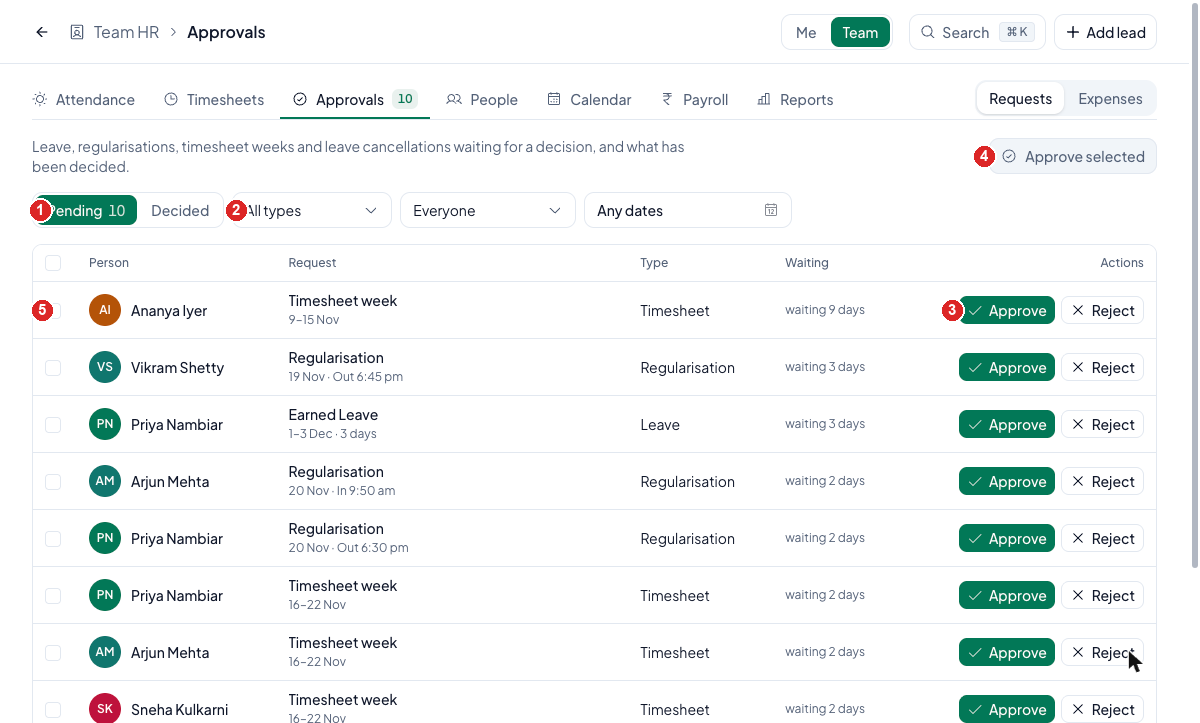 Team HR > Approvals
Me Team
Search ⌘ K
+ Add lead
Attendance
Timesheets
Approvals 10
People
Calendar
Payroll
Reports
Requests Expenses
Leave, regularisations, timesheet weeks and leave cancellations waiting for a decision, and what has
been decided.
4 Approve selected
1 Pending 10 Decided 2 All types Everyone Any dates
Person Request Type Waiting Actions
5 AI Ananya Iyer Timesheet week Timesheet waiting 9 days 3 Approve Reject
9–15 Nov
VS Vikram Shetty Regularisation Regularisation waiting 3 days Approve Reject
19 Nov · Out 6:45 pm
PN Priya Nambiar Earned Leave Leave waiting 3 days Approve Reject
1–3 Dec · 3 days
AM Arjun Mehta Regularisation Regularisation waiting 2 days Approve Reject
20 Nov · In 9:50 am
PN Priya Nambiar Regularisation Regularisation waiting 2 days Approve Reject
20 Nov · Out 6:30 pm
PN Priya Nambiar Timesheet week Timesheet waiting 2 days Approve Reject
16–22 Nov
AM Arjun Mehta Timesheet week Timesheet waiting 2 days Approve Reject
16–22 Nov
SK Sneha Kulkarni Timesheet week Timesheet waiting 2 days Approve Reject
16–22 Nov